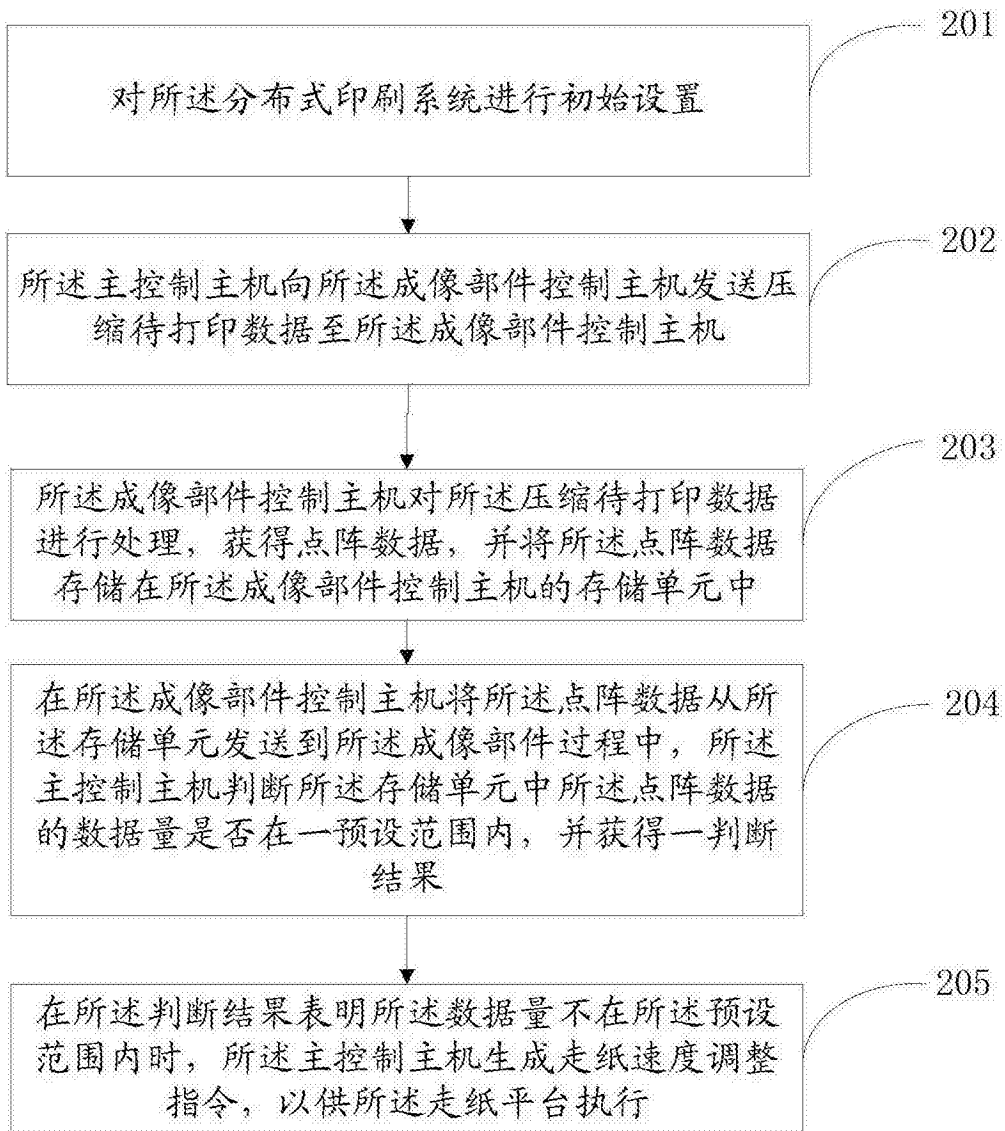 201
对所述分布式印刷系统进行初始设置
202
所述主控制主机向所述成像部件控制主机发送压
缩待打印数据至所述成像部件控制主机
203
所述成像部件控制主机对所述压缩待打印数据
进行处理，获得点阵数据，并将所述点阵数据
存储在所述成像部件控制主机的存储单元中
204
在所述成像部件控制主机将所述点阵数据从所
述存储单元发送到所述成像部件过程中，所述
主控制主机判断所述存储单元中所述点阵数据
的数据量是否在一预设范围内，并获得一判断
结果
205
在所述判断结果表明所述数据量不在所述预设
范围内时，所述主控制主机生成走纸速度调整
指令，以供所述走纸平台执行